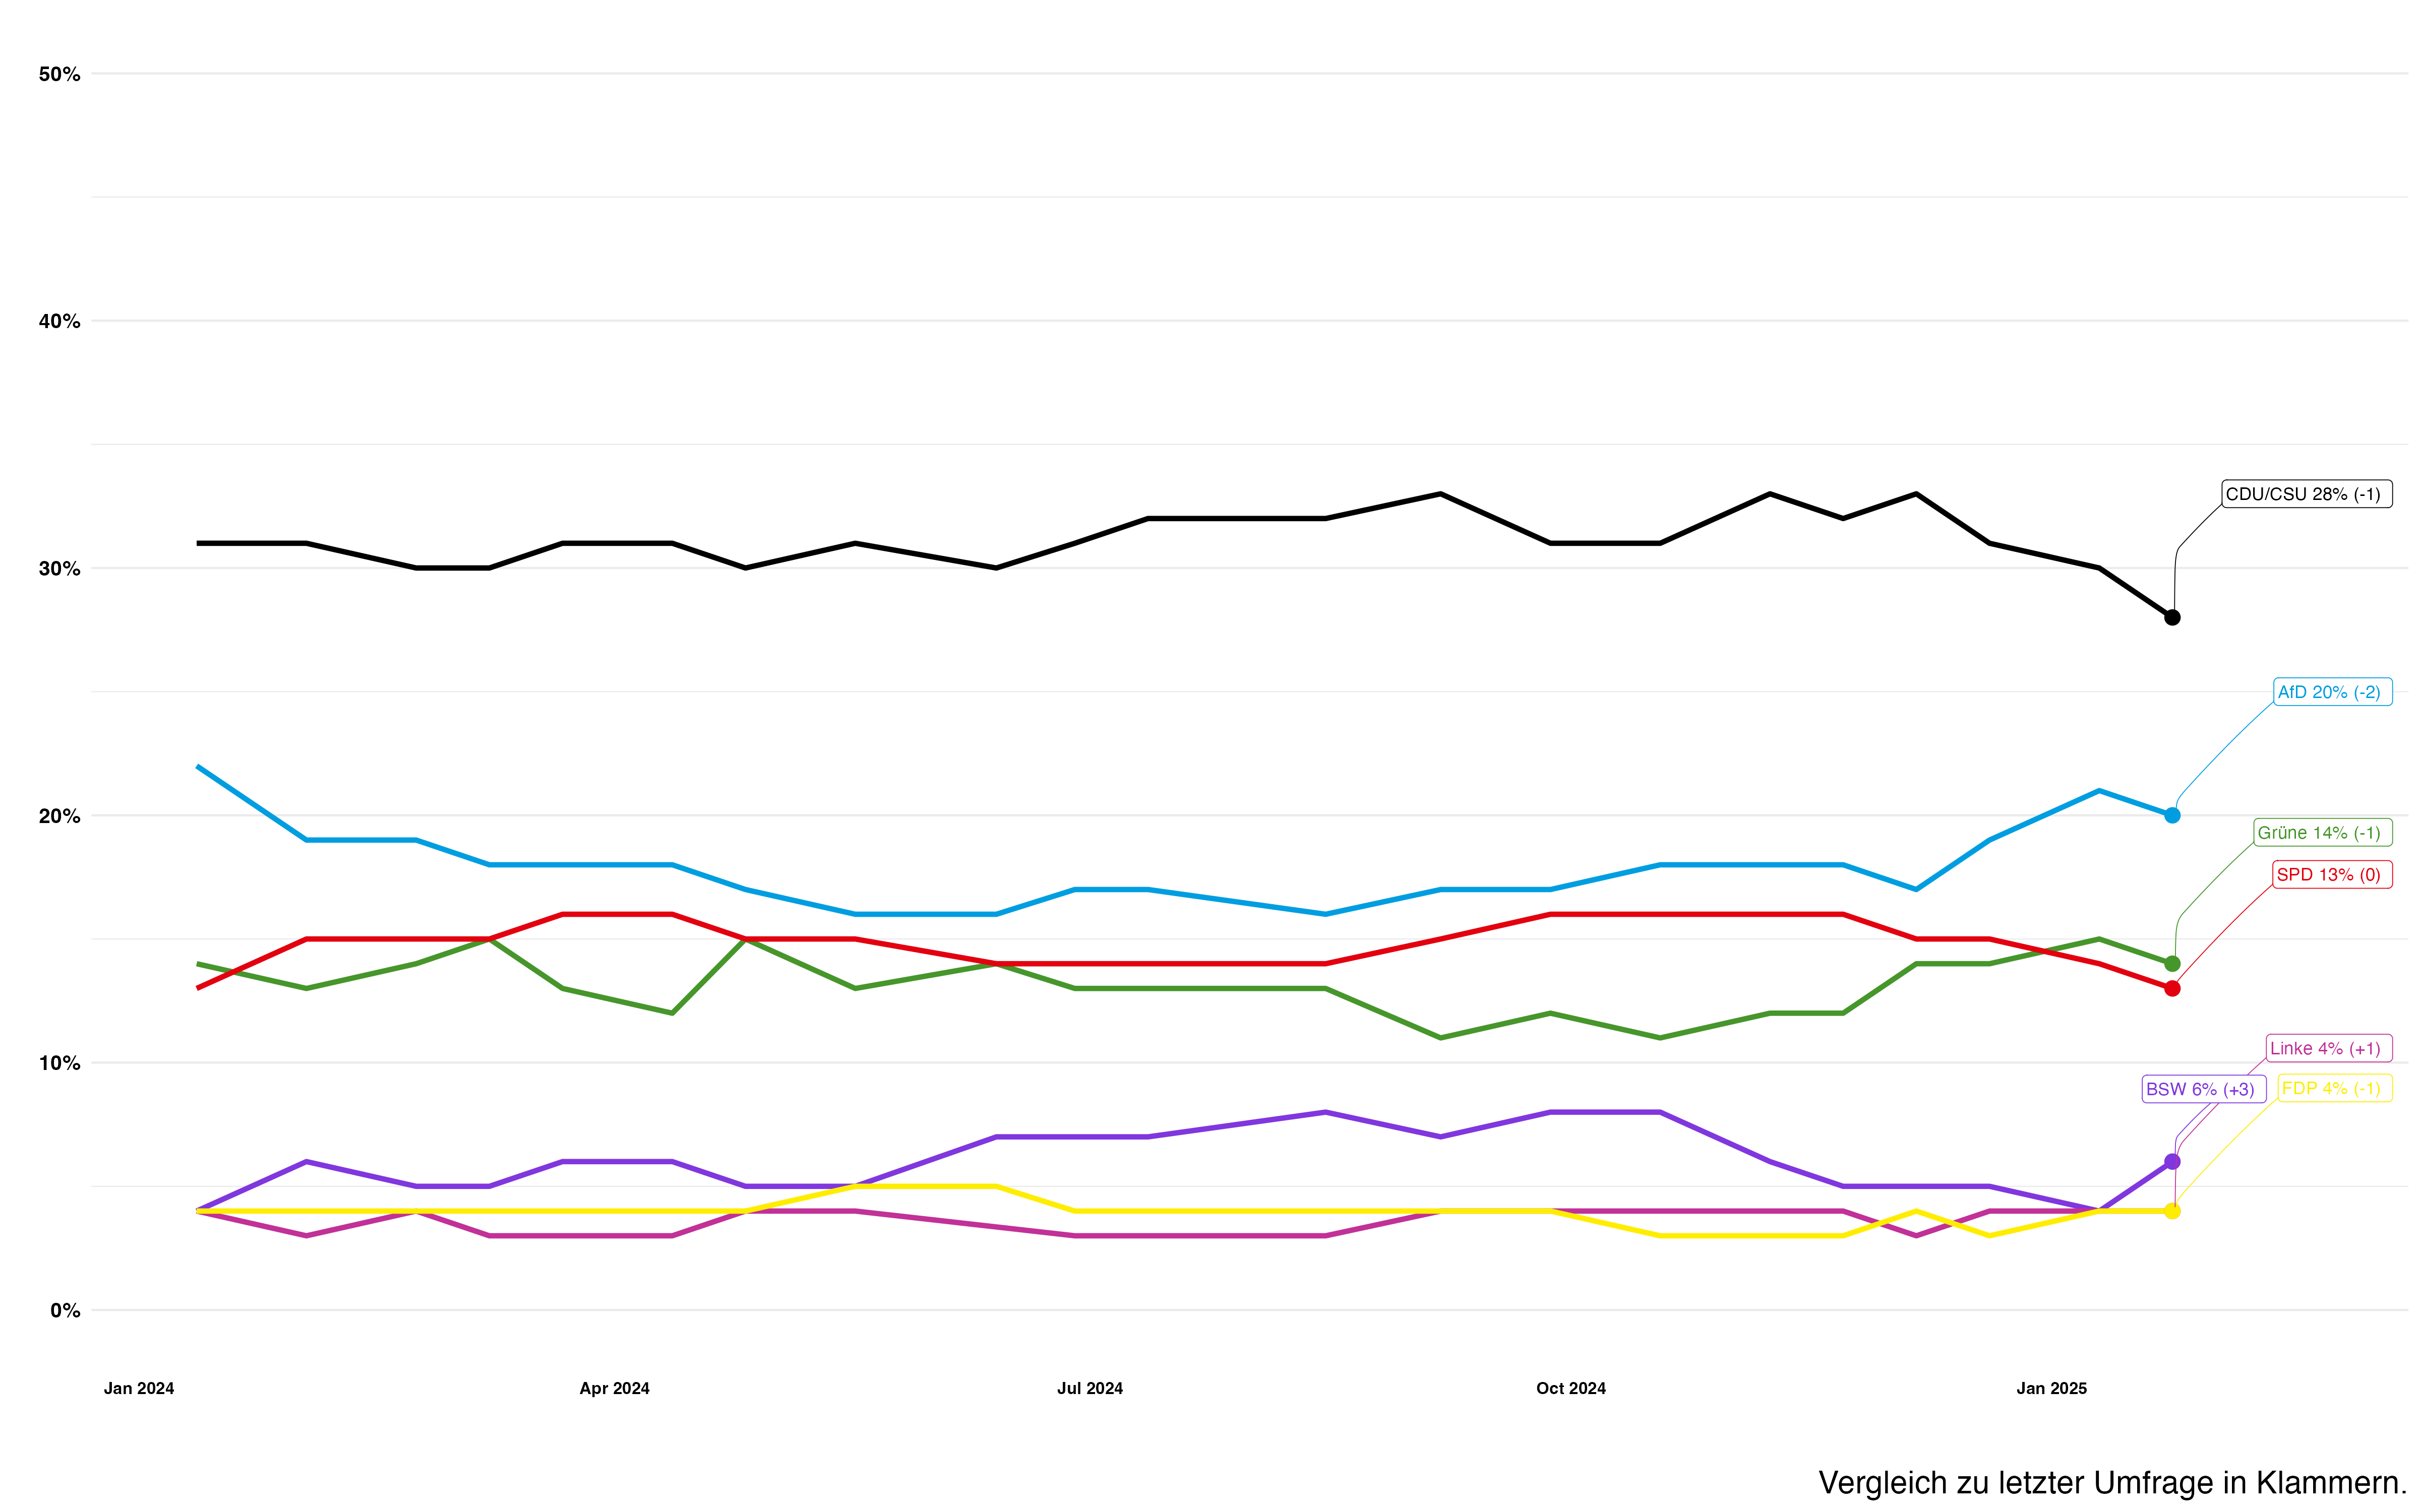 50%
40%
30%
20%
10%
0%
CDU/CSU 28% (-1)
AfD 20% (-2)
Grüne 14% (-1)
SPD 13% (0)
Linke 4% (+1)
BSW 6% (+3)
FDP 4% (-1)
Jan 2024
Apr 2024
Jul 2024
Oct 2024
Jan 2025
Vergleich zu letzter Umfrage in Klammern.